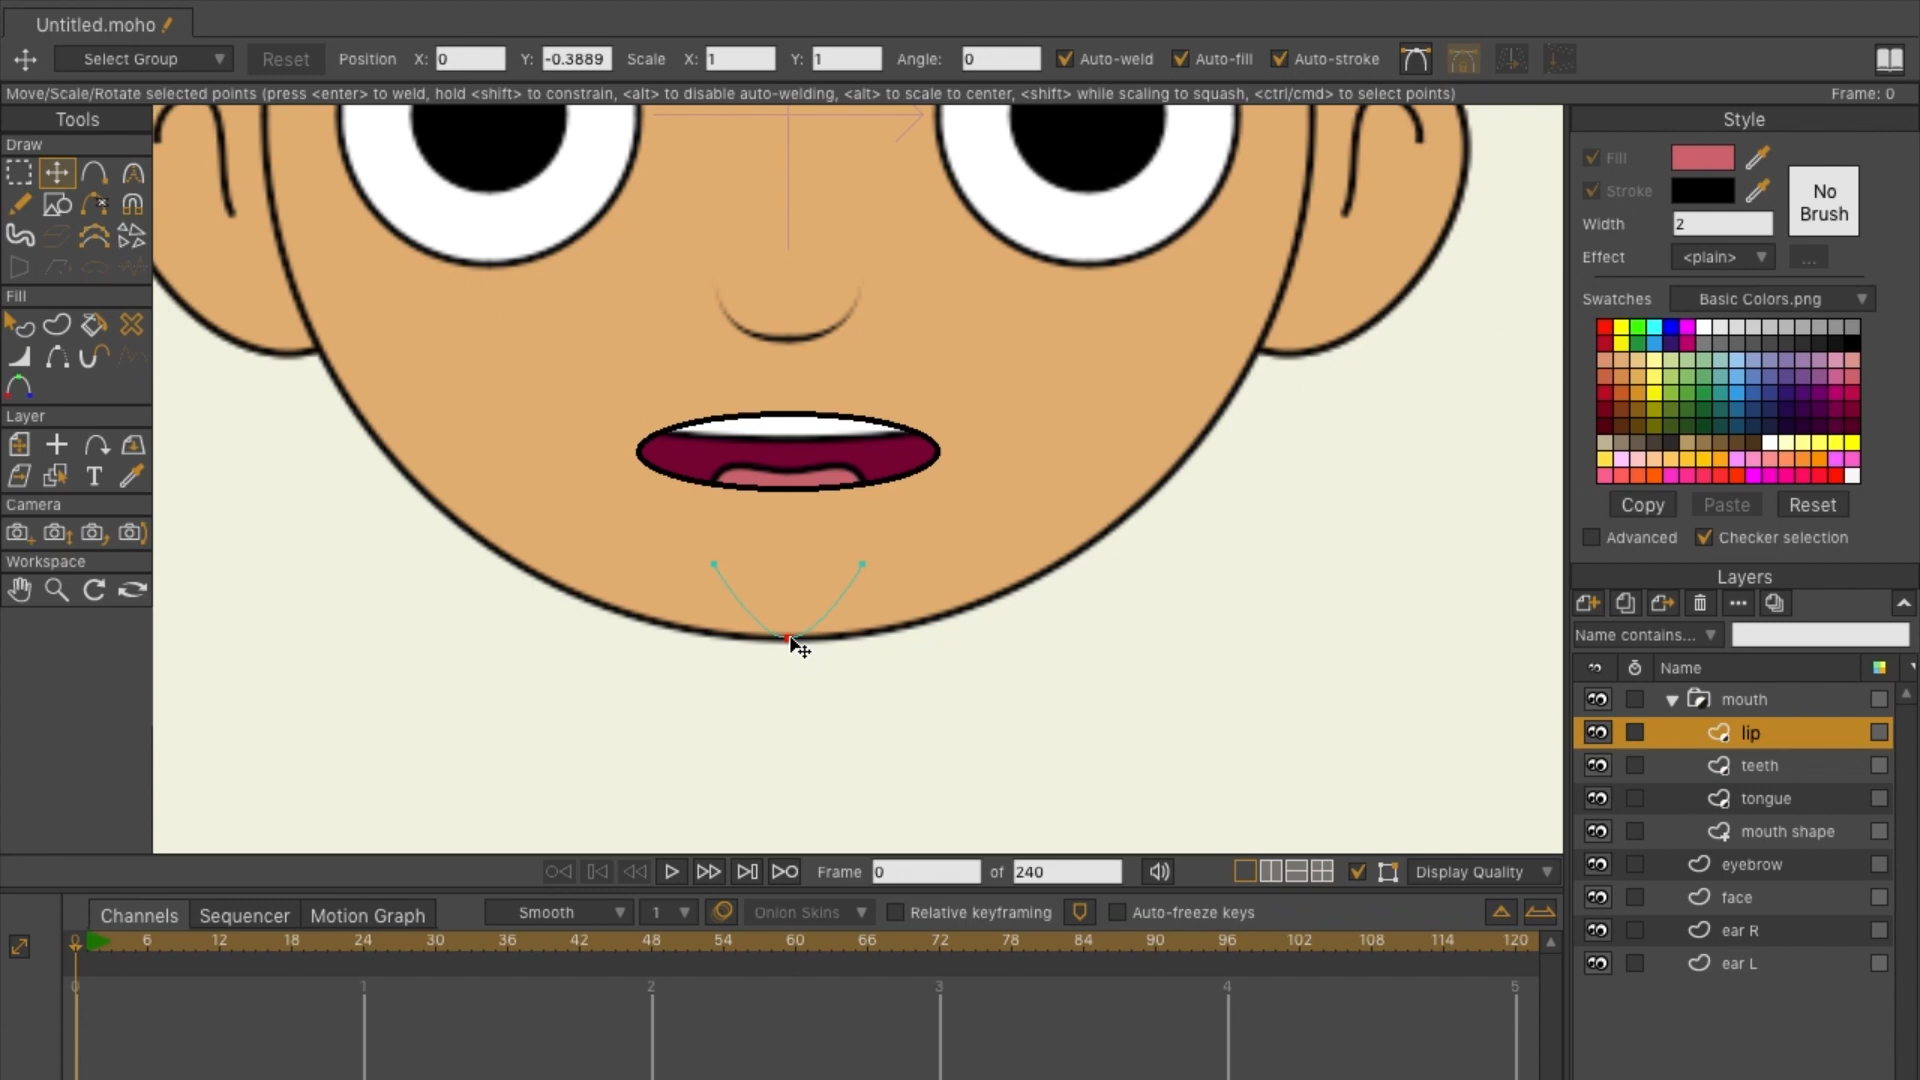 Untitled.moho
Select Group Reset Position X: 0 Y: -0.3889 Scale X: 1 Y: 1 Angle: 0 Auto-weld Auto-fill Auto-stroke
Move/Scale/Rotate selected points (press <enter> to weld, hold <shift> to constrain, <alt> to disable auto-welding, <alt> to scale to center, <shift> while scaling to squash, <ctrl/cmd> to select points) Frame: 0
Tools
Draw
Fill
Layer
T
Camera
Workspace
Style
Fill
Stroke
No
Brush
Width 2
Effect <plain> ...
Swatches Basic Colors.png
Copy Paste Reset
Advanced Checker selection
Layers
Name contains...
Name
mouth
lip
teeth
tongue
mouth shape
eyebrow
face
ear R
ear L
Frame 0 of 240 Display Quality
Channels Sequencer Motion Graph Smooth 1 Onion Skins Relative keyframing Auto-freeze keys
0 6 12 18 24 30 36 42 48 54 60 66 72 78 84 90 96 102 108 114 120
0 1 2 3 4 5